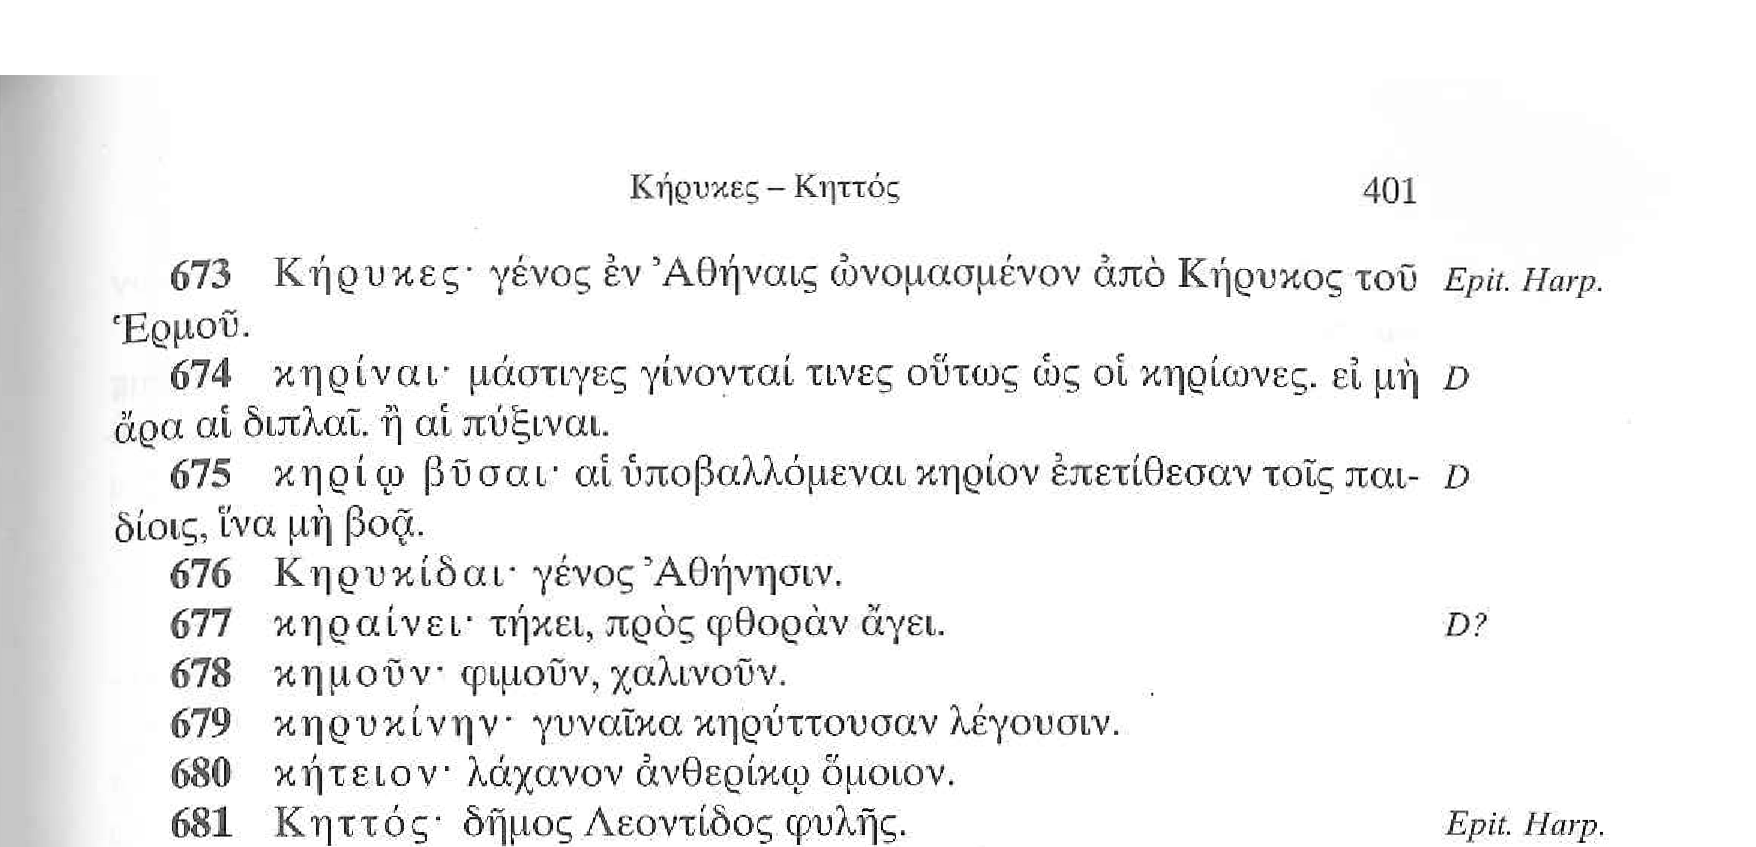 Κήρυκες – Κηττός 401
673 Κήρυκες· γένος ἐν Ἀθήναις ὠνομασμένον ἀπὸ Κήρυκος τοῦ Epit. Harp.
Ἑρμοῦ.
674 κηρίναι· μάστιγες γίνονταί τινες οὕτως ὡς οἱ κηρίωνες. εἰ μὴ D
ἄρα αἱ διπλαῖ. ἢ αἱ πύξιναι.
675 κηρίῳ βῦσαι· αἱ ὑποβαλλόμεναι κηρίον ἐπετίθεσαν τοῖς παι- D
δίοις, ἵνα μὴ βοᾷ.
676 Κηρυκίδαι· γένος Ἀθήνησιν.
677 κηραίνει· τήκει, πρὸς φθορὰν ἄγει. D?
678 κημοῦν· φιμοῦν, χαλινοῦν.
679 κηρυκίνην· γυναῖκα κηρύττουσαν λέγουσιν.
680 κήτειον· λάχανον ἀνθερίκῳ ὅμοιον.
681 Κηττός· δῆμος Λεοντίδος φυλῆς. Epit. Harp.